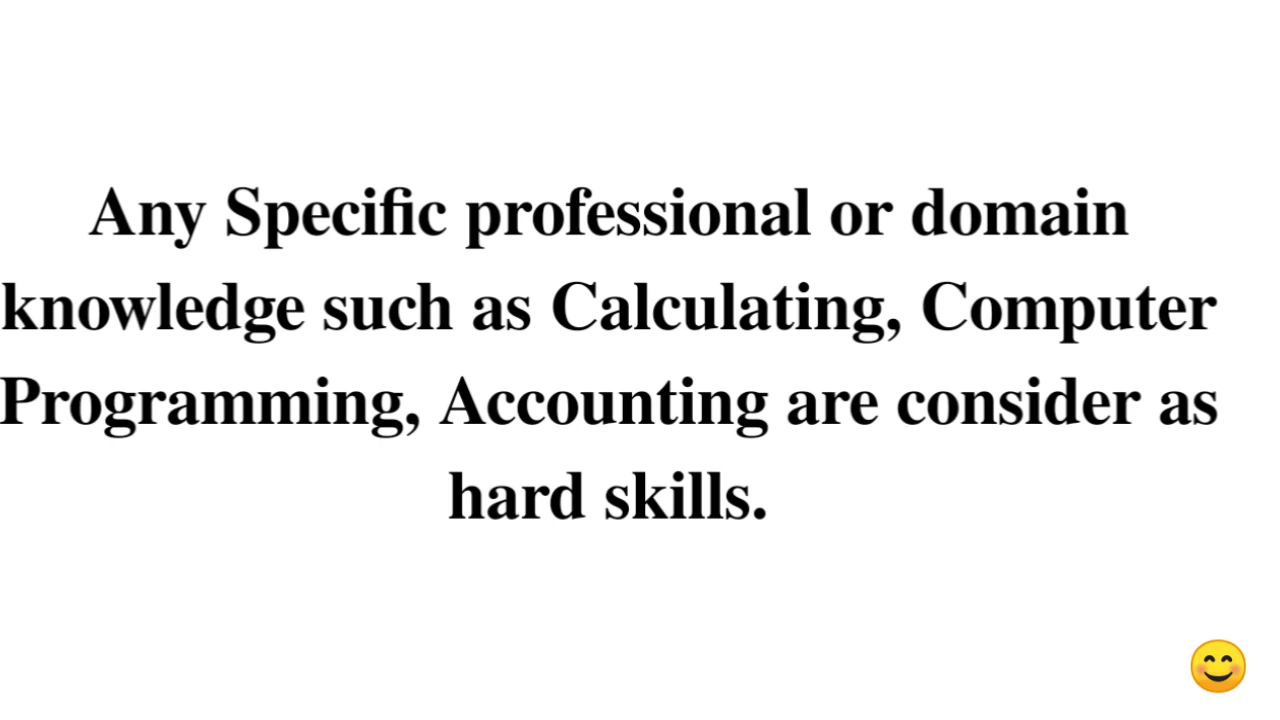 Any Specific professional or domain
knowledge such as Calculating, Computer
Programming, Accounting are consider as
hard skills.